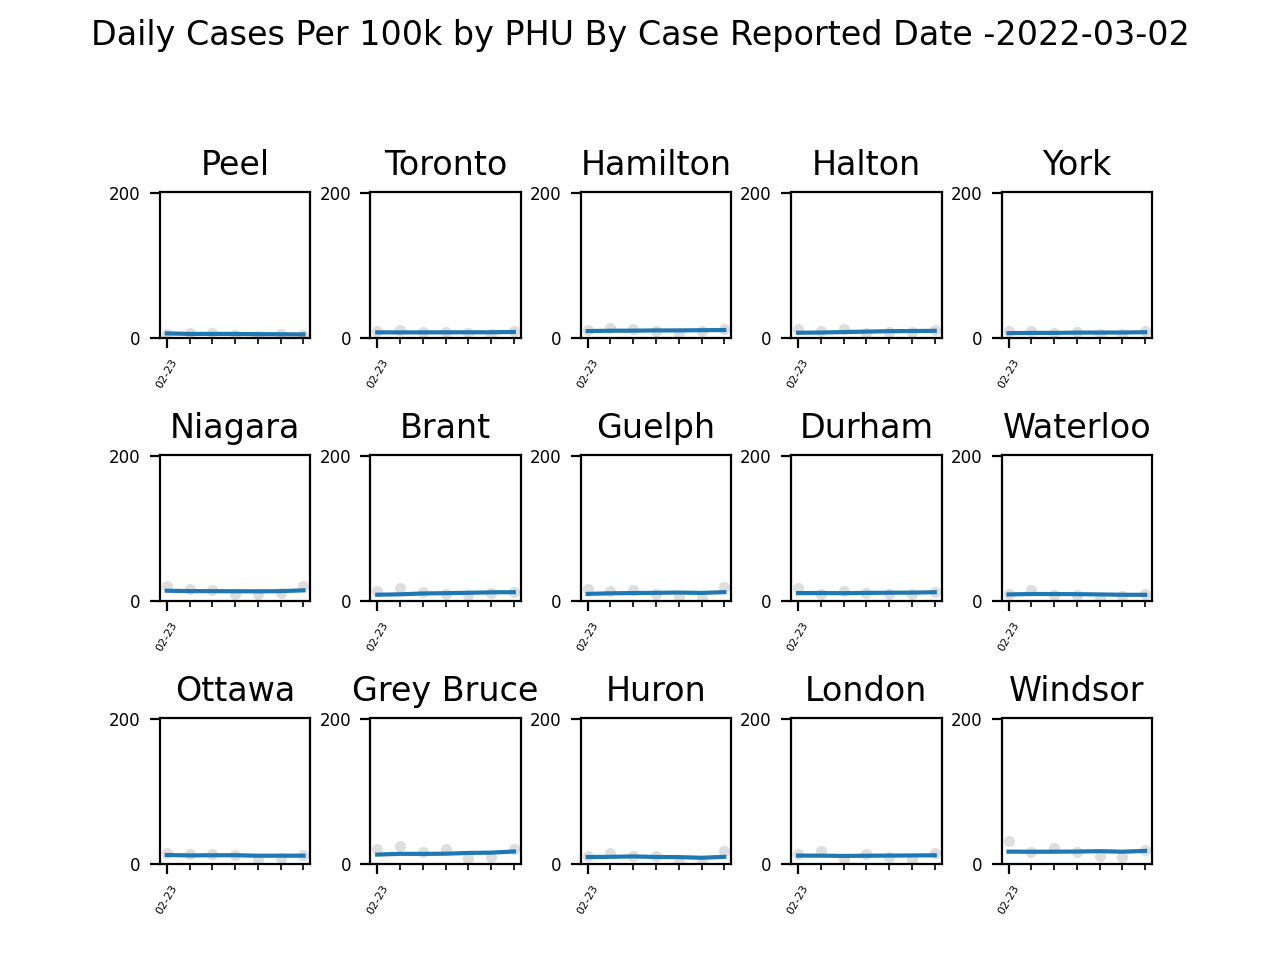 Daily Cases Per 100k by PHU By Case Reported Date -2022-03-02
Peel Toronto Hamilton Halton York
200 200 200 200 200
0 0 0 0 0
02-23 02-23 02-23 02-23 02-23
Niagara Brant Guelph Durham Waterloo
200 200 200 200 200
0 0 0 0 0
02-23 02-23 02-23 02-23 02-23
Ottawa Grey Bruce Huron London Windsor
200 200 200 200 200
0 0 0 0 0
02-23 02-23 02-23 02-23 02-23